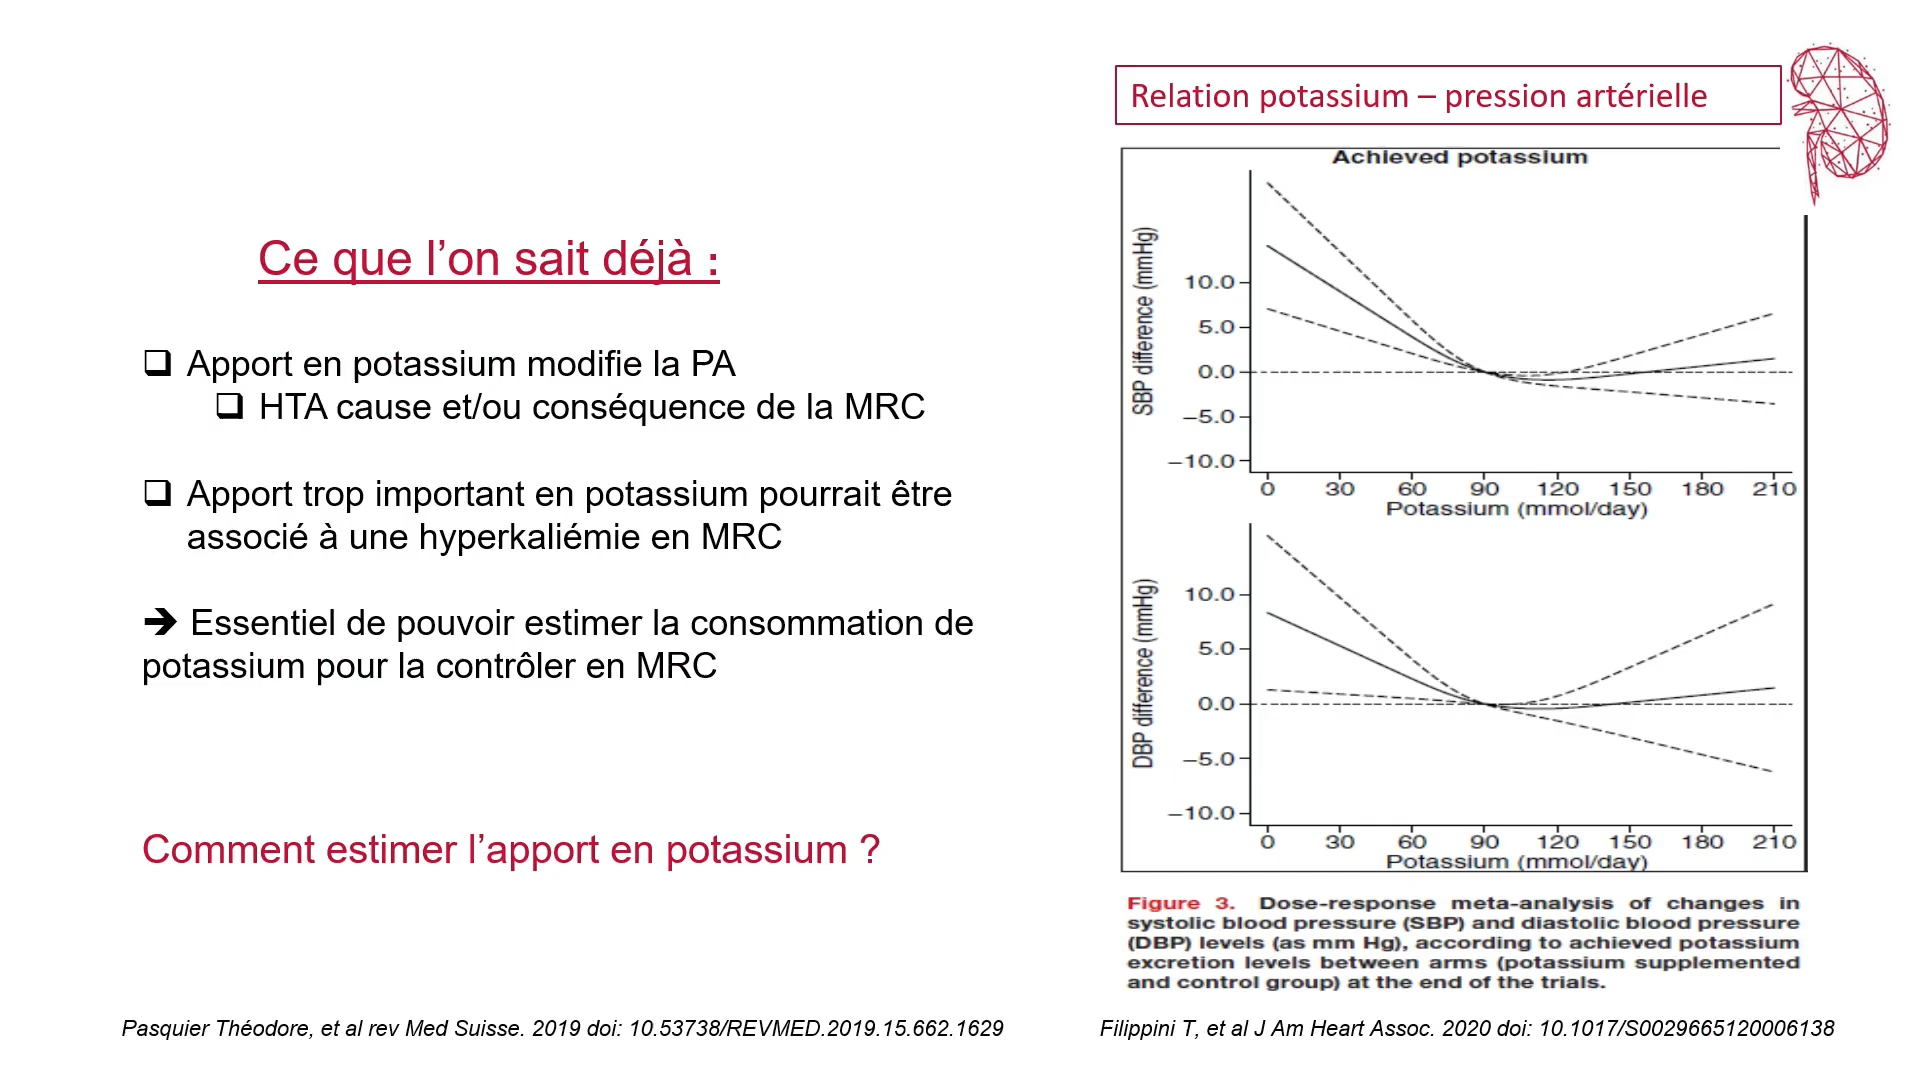 Relation potassium – pression artérielle
Ce que l’on sait déjà :
❑ Apport en potassium modifie la PA
❑ HTA cause et/ou conséquence de la MRC
❑ Apport trop important en potassium pourrait être
associé à une hyperkaliémie en MRC
➔ Essentiel de pouvoir estimer la consommation de
potassium pour la contrôler en MRC
Comment estimer l’apport en potassium ?
Achieved potassium
SBP difference (mmHg)
10.0
5.0
0.0
−5.0
−10.0
0 30 60 90 120 150 180 210
Potassium (mmol/day)
DBP difference (mmHg)
10.0
5.0
0.0
−5.0
−10.0
0 30 60 90 120 150 180 210
Potassium (mmol/day)
Figure 3. Dose-response meta-analysis of changes in
systolic blood pressure (SBP) and diastolic blood pressure
(DBP) levels (as mm Hg), according to achieved potassium
excretion levels between arms (potassium supplemented
and control group) at the end of the trials.
Pasquier Théodore, et al rev Med Suisse. 2019 doi: 10.53738/REVMED.2019.15.662.1629
Filippini T, et al J Am Heart Assoc. 2020 doi: 10.1017/S0029665120006138